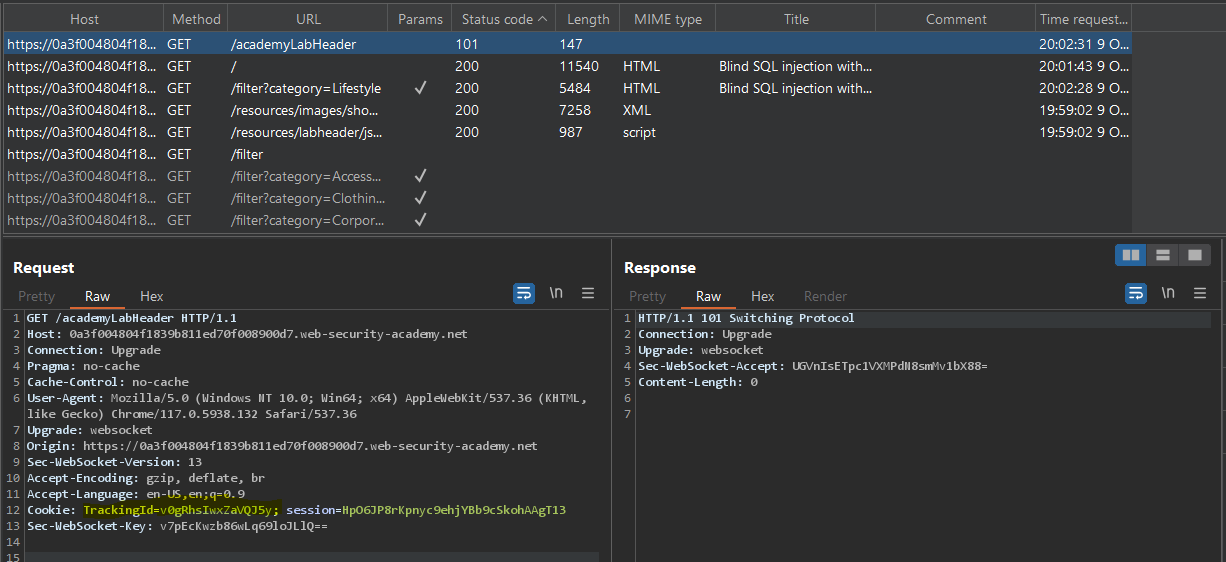 Host Method URL Params Status code Length MIME type Title Comment Time request...
https://0a3f004804f18... GET /academyLabHeader 101 147 20:02:31 9 O...
https://0a3f004804f18... GET / 200 11540 HTML Blind SQL injection with... 20:01:43 9 O...
https://0a3f004804f18... GET /filter?category=Lifestyle ✓ 200 5484 HTML Blind SQL injection with... 20:02:28 9 O...
https://0a3f004804f18... GET /resources/images/sho... 200 7258 XML 19:59:02 9 O...
https://0a3f004804f18... GET /resources/labheader/js... 200 987 script 19:59:02 9 O...
https://0a3f004804f18... GET /filter
https://0a3f004804f18... GET /filter?category=Access... ✓
https://0a3f004804f18... GET /filter?category=Clothin... ✓
https://0a3f004804f18... GET /filter?category=Corpor... ✓
Request
Pretty Raw Hex \n
1 GET /academyLabHeader HTTP/1.1
2 Host: 0a3f004804f1839b811ed70f008900d7.web-security-academy.net
3 Connection: Upgrade
4 Pragma: no-cache
5 Cache-Control: no-cache
6 User-Agent: Mozilla/5.0 (Windows NT 10.0; Win64; x64) AppleWebKit/537.36 (KHTML,
like Gecko) Chrome/117.0.5938.132 Safari/537.36
7 Upgrade: websocket
8 Origin: https://0a3f004804f1839b811ed70f008900d7.web-security-academy.net
9 Sec-WebSocket-Version: 13
10 Accept-Encoding: gzip, deflate, br
11 Accept-Language: en-US,en;q=0.9
12 Cookie: TrackingId=v0gRhsIwxZaVQJ5y; session=HpO6JP8rKpnyc9ehjYBb9cSkohAAgT13
13 Sec-WebSocket-Key: v7pEcKwzb86wLq69loJLlQ==
14
15
Response
Pretty Raw Hex Render \n
1 HTTP/1.1 101 Switching Protocol
2 Connection: Upgrade
3 Upgrade: websocket
4 Sec-WebSocket-Accept: UGVnIsETpc1VXMPdN8smMv1bX88=
5 Content-Length: 0
6
7